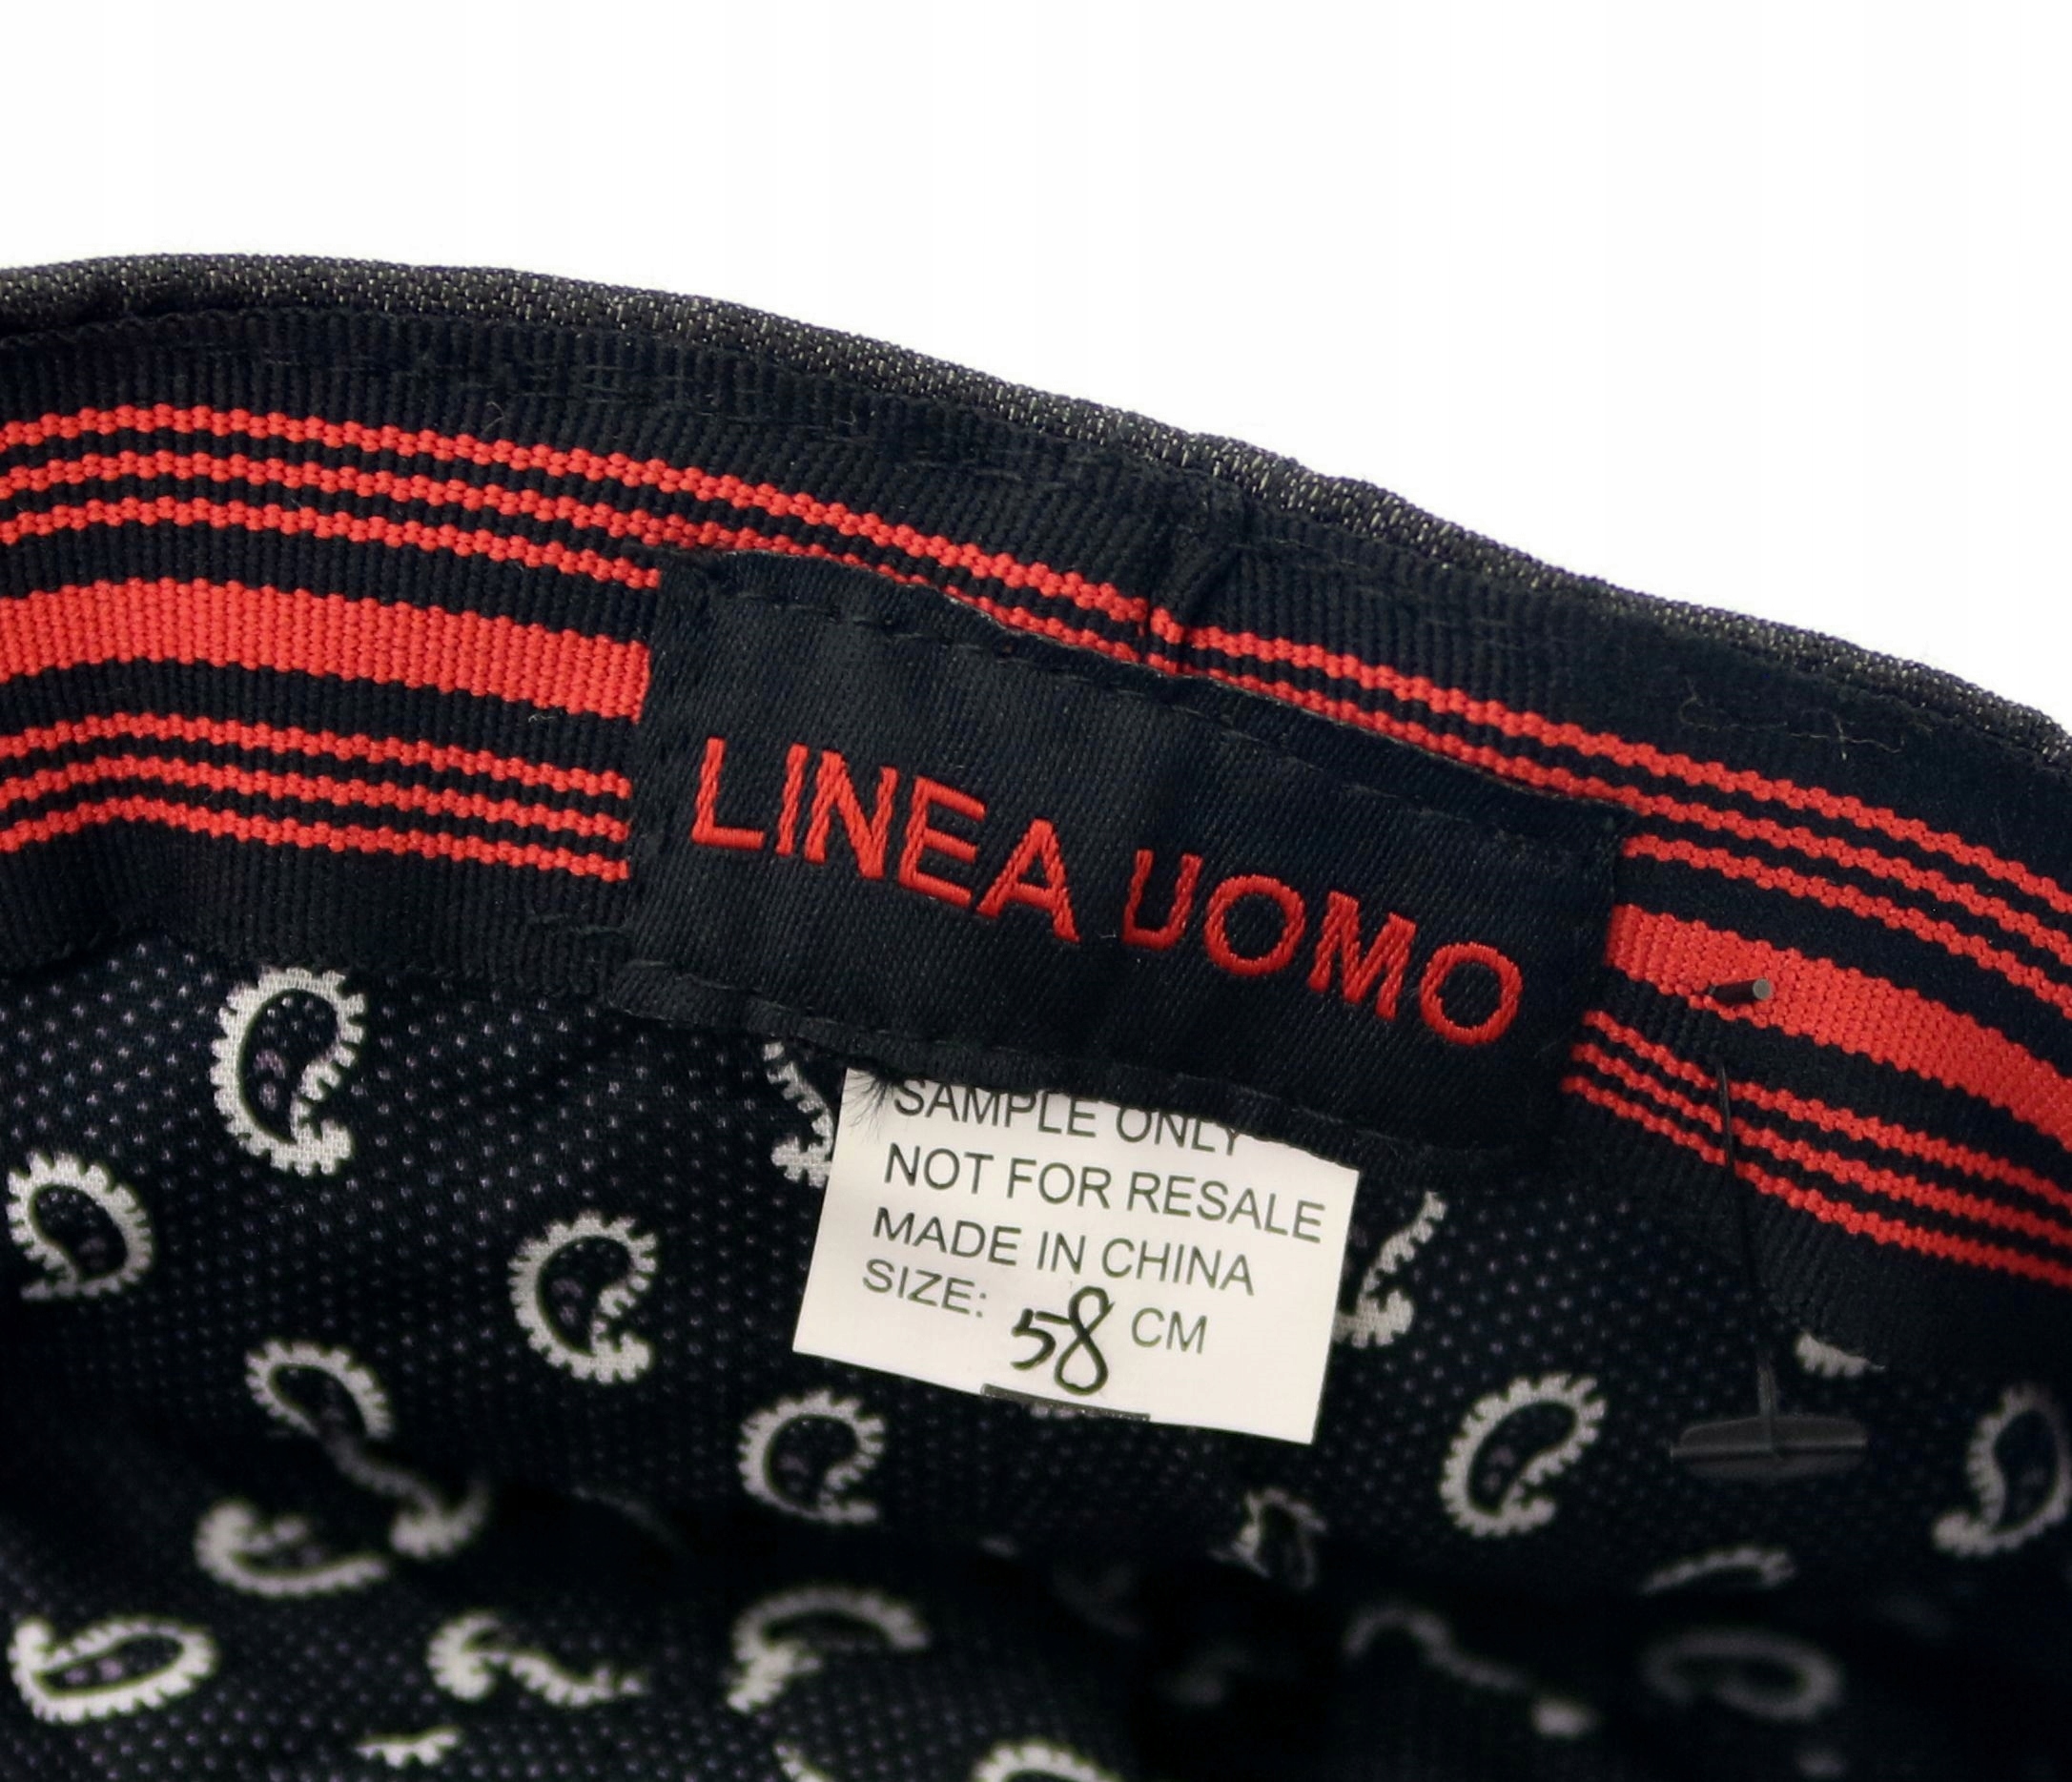 LINEA UOMO
SAMPLE ONLY
NOT FOR RESALE
MADE IN CHINA
SIZE: 58 CM